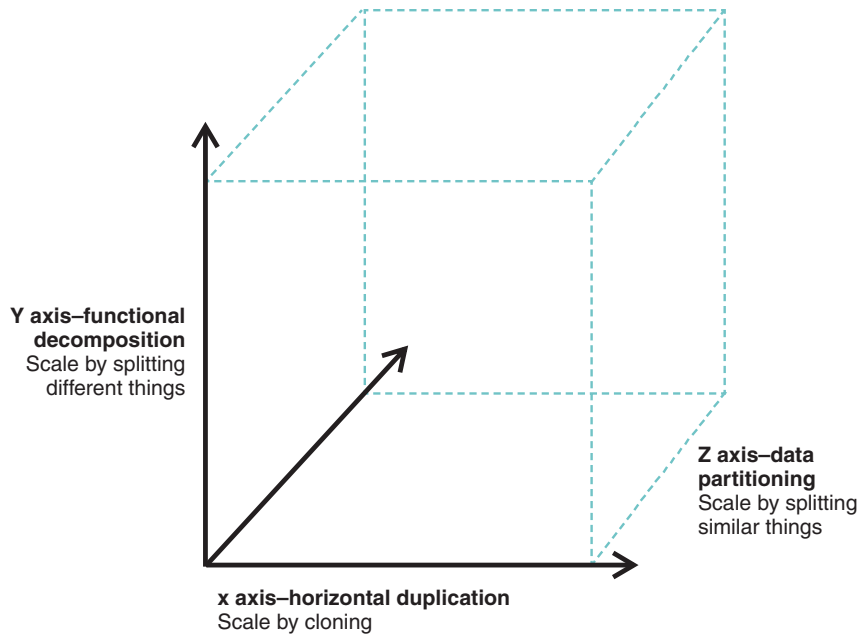 Y axis–functional
decomposition
Scale by splitting
different things
Z axis–data
partitioning
Scale by splitting
similar things
x axis–horizontal duplication
Scale by cloning